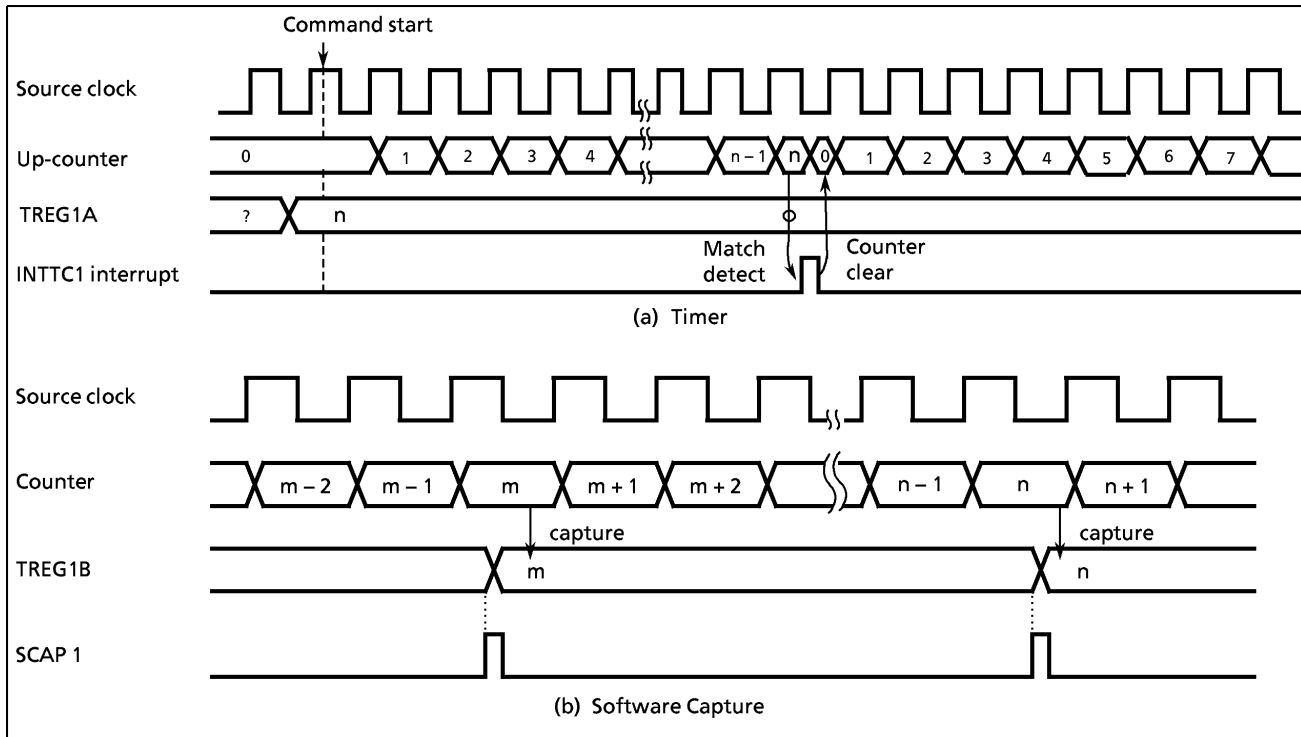 Command start
Source clock
Up-counter 0 1 2 3 4 n – 1 n 0 1 2 3 4 5 6 7
TREG1A ? n
Match detect
Counter clear
INTTC1 interrupt
(a) Timer
Source clock
Counter m – 2 m – 1 m m + 1 m + 2 n – 1 n n + 1
capture capture
TREG1B m n
SCAP 1
(b) Software Capture